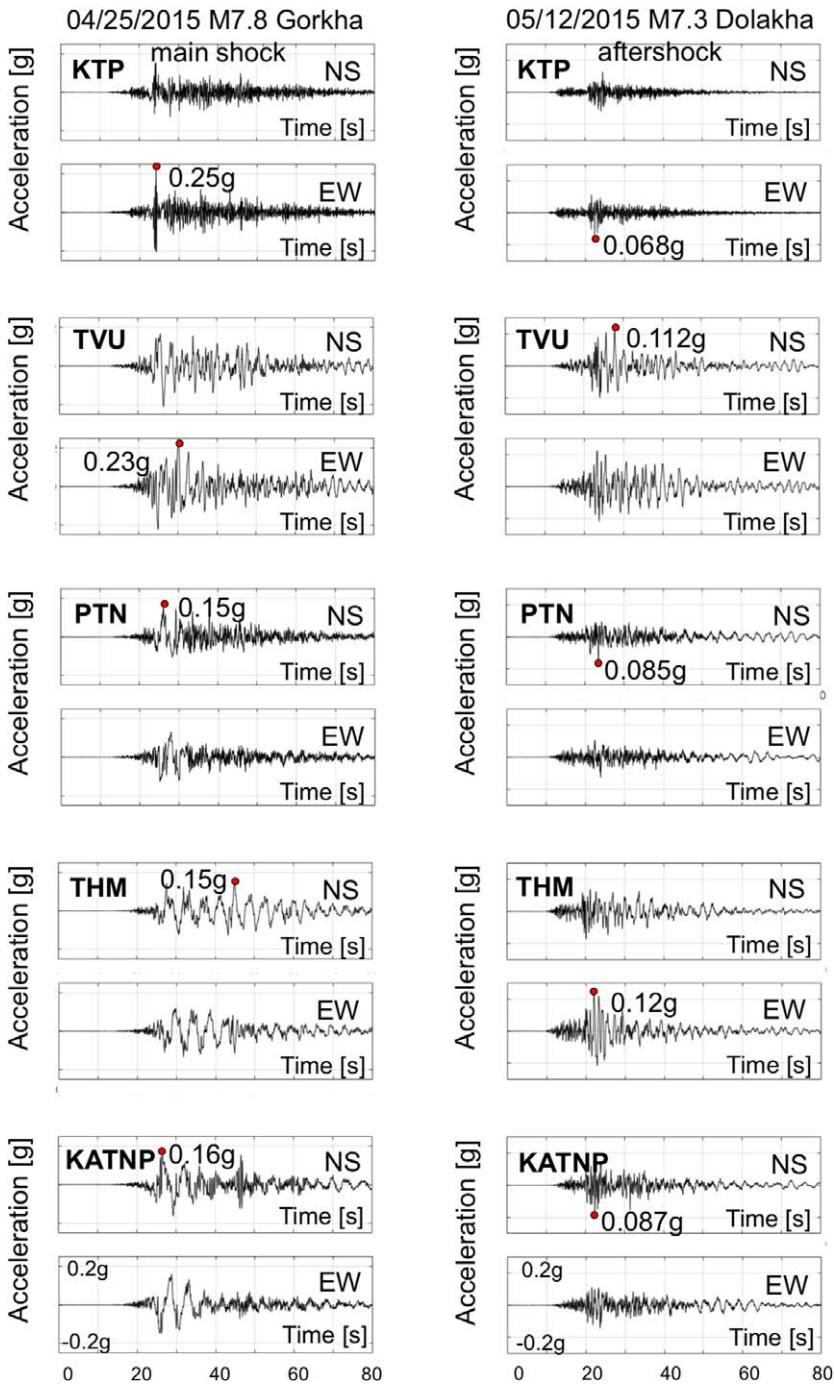 04/25/2015 M7.8 Gorkha
main shock
05/12/2015 M7.3 Dolakha
aftershock
Acceleration [g]
KTP
NS
Time [s]
0.25g
EW
Time [s]
Acceleration [g]
KTP
NS
Time [s]
EW
0.068g
Time [s]
Acceleration [g]
TVU
NS
Time [s]
0.23g
EW
Time [s]
Acceleration [g]
TVU
0.112g
NS
Time [s]
EW
Time [s]
Acceleration [g]
PTN
0.15g
NS
Time [s]
EW
Time [s]
Acceleration [g]
PTN
NS
0.085g
Time [s]
0
EW
Time [s]
Acceleration [g]
THM
0.15g
NS
Time [s]
EW
Time [s]
Acceleration [g]
THM
NS
Time [s]
EW
0.12g
Time [s]
Acceleration [g]
KATNP
0.16g
NS
Time [s]
0.2g
EW
-0.2g
Time [s]
0 20 40 60 80
Acceleration [g]
KATNP
NS
0.087g
Time [s]
0.2g
EW
-0.2g
Time [s]
0 20 40 60 80